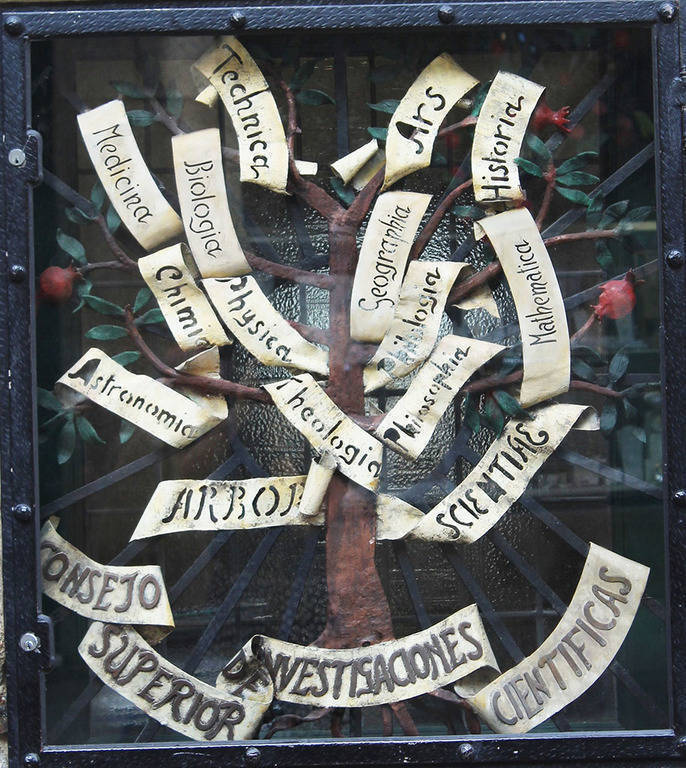 Technica
Ars
Historia
Medicina
Biologia
Geographia
Mathematica
Chimia
Physica
Philologia
Astronomia
Theologia
Philosophia
ARBOR
SCIENTIAE
CONSEJO
SUPERIOR
DE INVESTIGACIONES
CIENTIFICAS